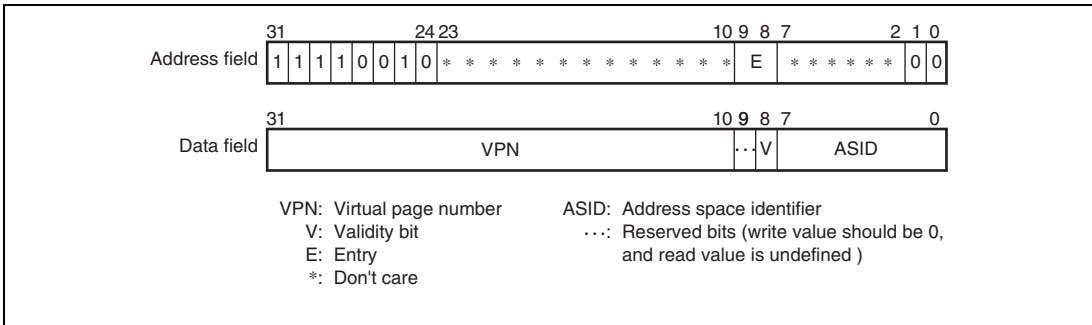 31 24 23 10 9 8 7 2 1 0
Address field 1 1 1 1 0 0 1 0 * * * * * * * * * * * * * E * * * * * * 0 0
31 10 9 8 7 0
Data field VPN ... V ASID
VPN: Virtual page number ASID: Address space identifier
V: Validity bit ...: Reserved bits (write value should be 0,
E: Entry and read value is undefined )
*: Don't care